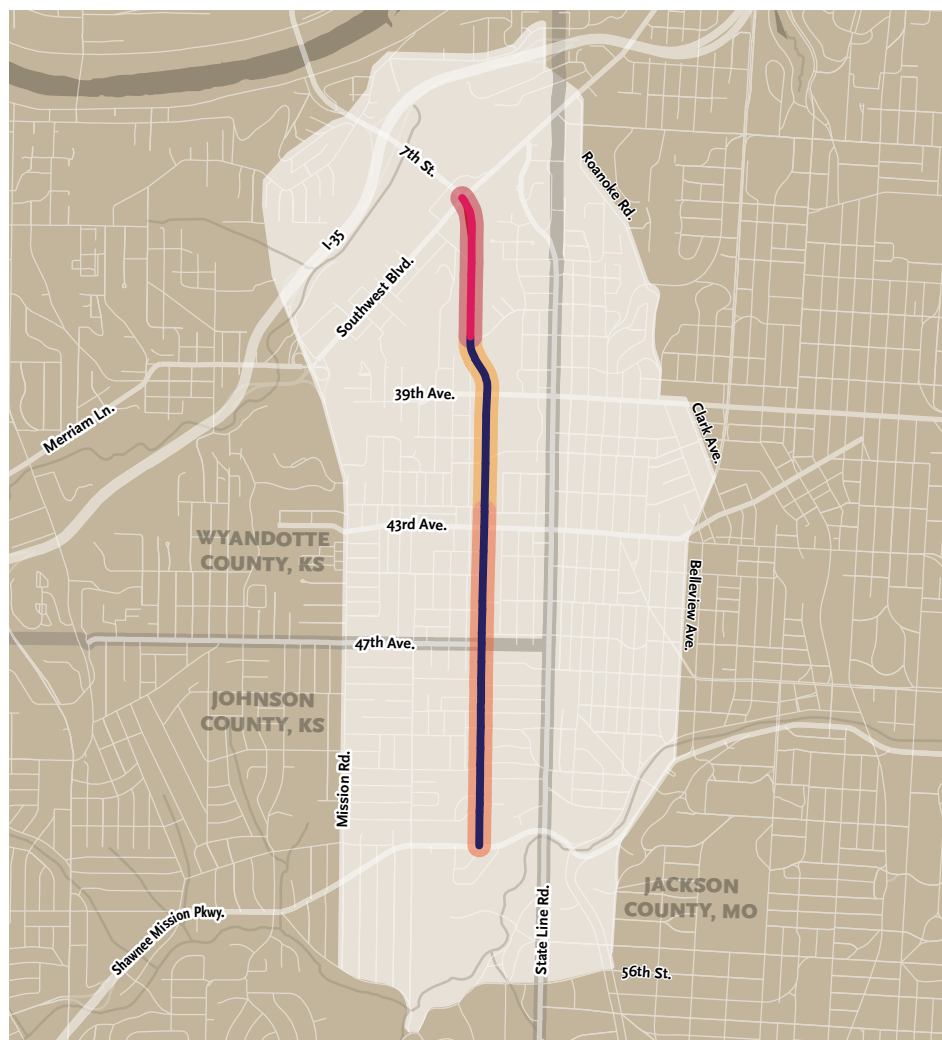 7th St.
Roanoke Rd.
I-35
Southwest Blvd.
39th Ave.
Merriam Ln.
Clark Ave.
43rd Ave.
WYANDOTTE
COUNTY, KS
Belleview Ave.
47th Ave.
JOHNSON
COUNTY, KS
Mission Rd.
JACKSON
COUNTY, MO
Shawnee Mission Pkwy.
State Line Rd.
56th St.